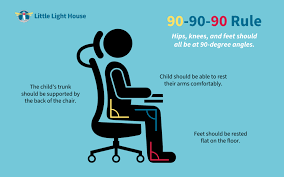 Little Light House
90-90-90 Rule
Hips, knees, and feet should
all be at 90-degree angles.
Child should be able to rest
their arms comfortably.
The child's trunk
should be supported by
the back of the chair.
Feet should be rested
flat on the floor.